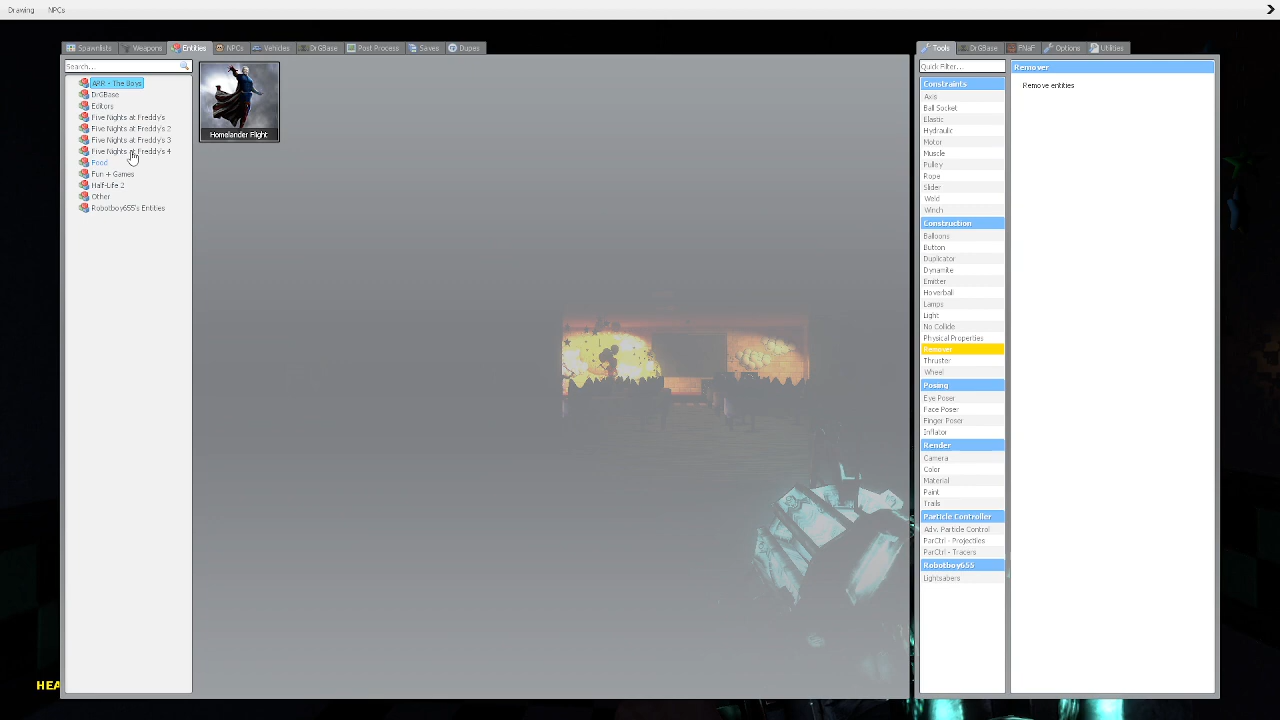 Drawing NPCs
Spawnlists Weapons Entities NPCs Vehicles DrGBase Post Process Saves Dupes
Search...
APR - The Boys
DrGBase
Editors
Five Nights at Freddy's
Five Nights at Freddy's 2
Five Nights at Freddy's 3
Five Nights at Freddy's 4
Food
Fun + Games
Half-Life 2
Other
Robotboy655's Entities
Homelander Flight
HEA
Tools DrGBase FNaF Options Utilities
Quick Filter...
Constraints
Axis
Ball Socket
Elastic
Hydraulic
Motor
Muscle
Pulley
Rope
Slider
Weld
Winch
Construction
Balloons
Button
Duplicator
Dynamite
Emitter
Hoverball
Lamps
Light
No Collide
Physical Properties
Remover
Thruster
Wheel
Posing
Eye Poser
Face Poser
Finger Poser
Inflator
Render
Camera
Color
Material
Paint
Trails
Particle Controller
Adv. Particle Control
ParCtrl - Projectiles
ParCtrl - Tracers
Robotboy655
Lightsabers
Remover
Remove entities